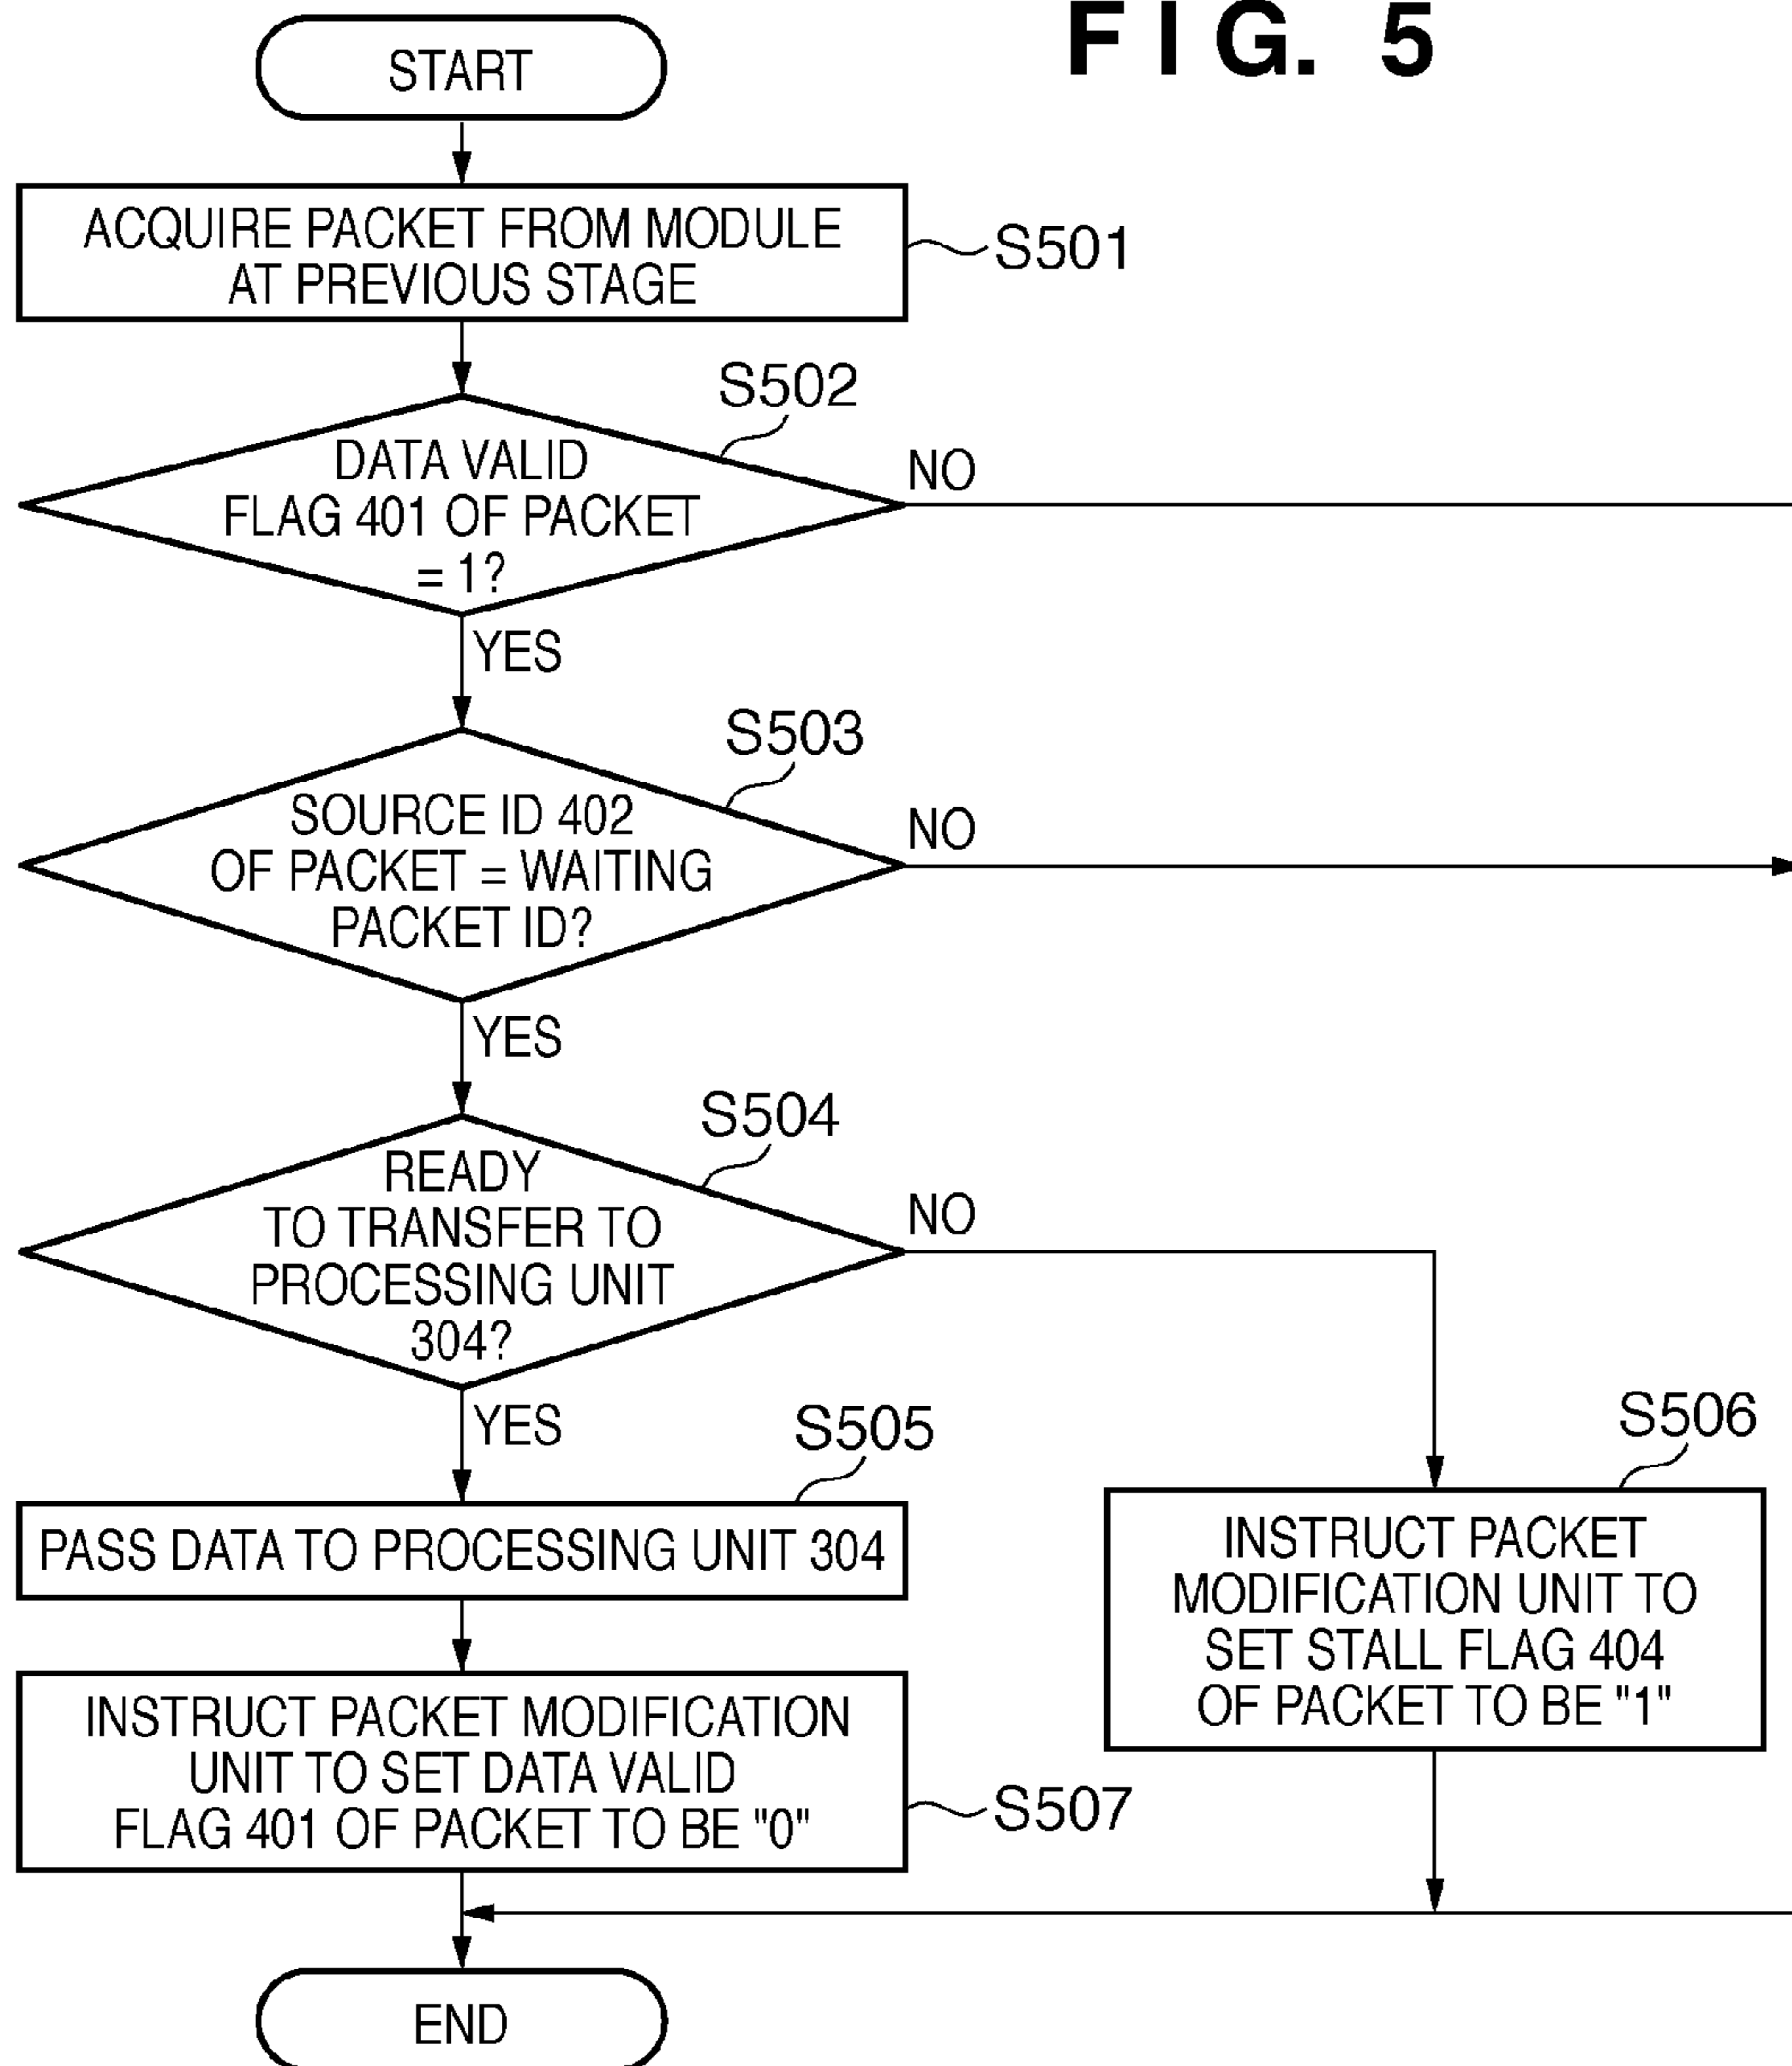 FIG. 5
START
ACQUIRE PACKET FROM MODULE
AT PREVIOUS STAGE
S501
S502
DATA VALID
FLAG 401 OF PACKET
= 1?
NO
YES
S503
SOURCE ID 402
OF PACKET = WAITING
PACKET ID?
NO
YES
S504
READY
TO TRANSFER TO
PROCESSING UNIT
304?
NO
YES
S505
PASS DATA TO PROCESSING UNIT 304
S506
INSTRUCT PACKET
MODIFICATION UNIT TO
SET STALL FLAG 404
OF PACKET TO BE "1"
INSTRUCT PACKET MODIFICATION
UNIT TO SET DATA VALID
FLAG 401 OF PACKET TO BE "0"
S507
END